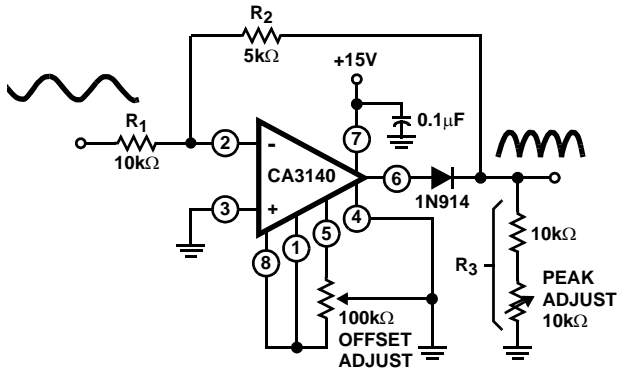 R2
5kΩ
+15V
0.1μF
R1
10kΩ
2
-
7
CA3140
6
1N914
3
+
4
5
1
8
10kΩ
R3
PEAK
ADJUST
10kΩ
100kΩ
OFFSET
ADJUST